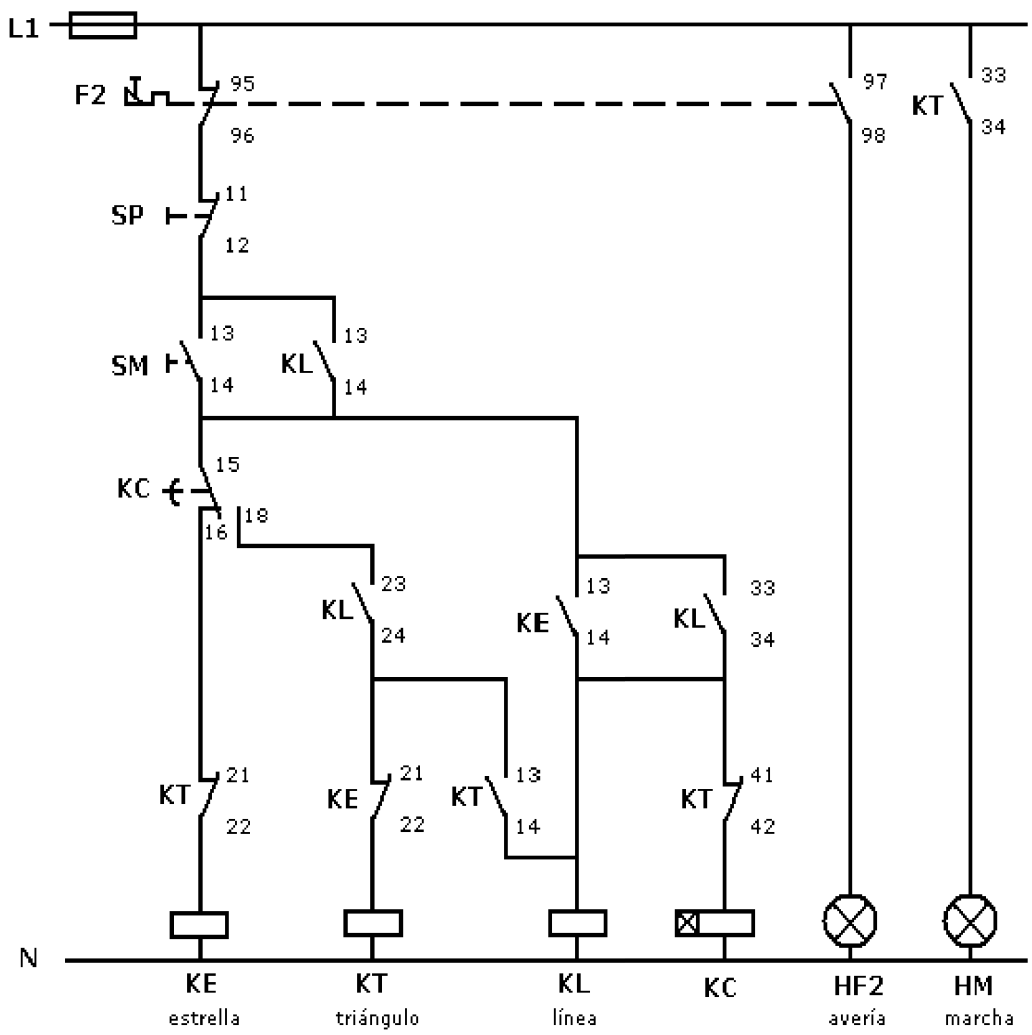 L1
F2 95 97 33
KT
96 98 34
11
SP
12
13 13
SM KL
14 14
15
KC
16 18
23 13 33
KL KE KL
24 14 34
21 21 13 41
KT KE KT KT
22 22 14 42
N
KE KT KL KC HF2 HM
estrella triángulo línea avería marcha